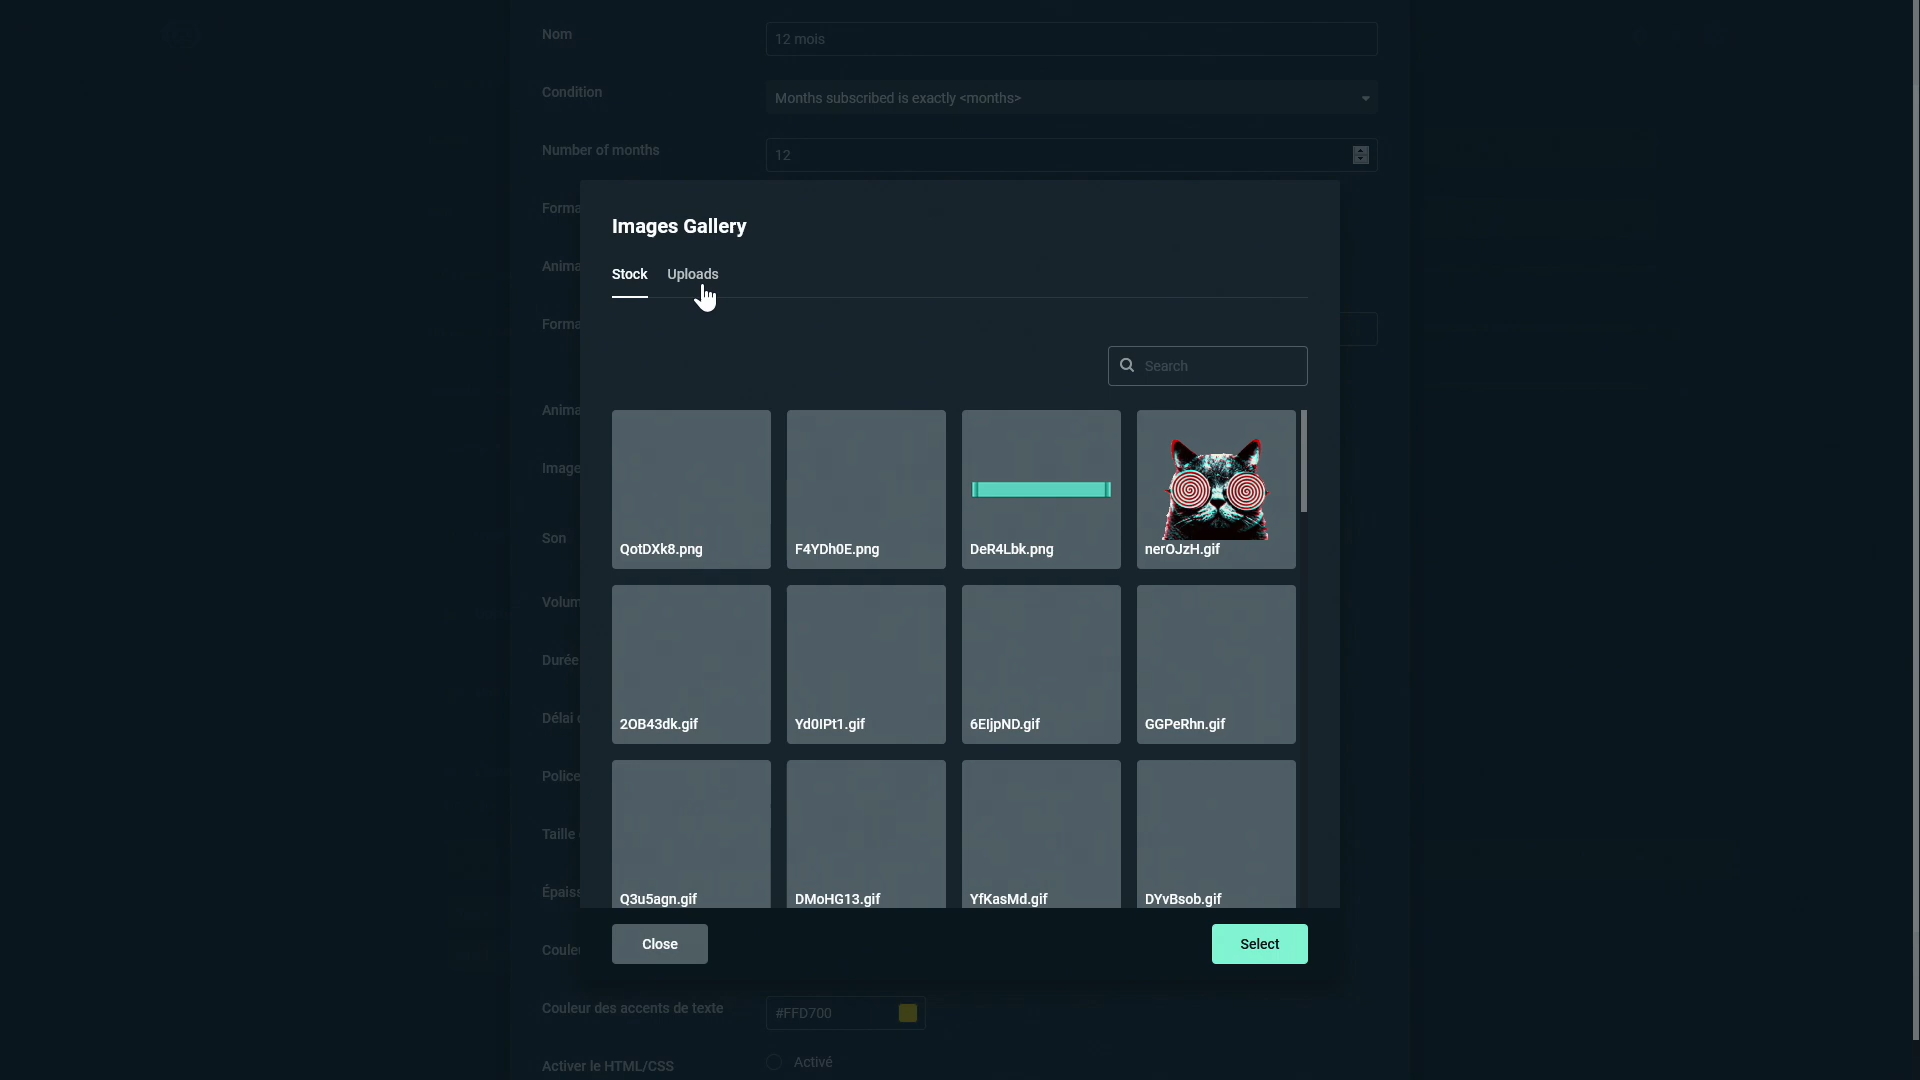 Nom
12 mois
Condition
Months subscribed is exactly <months>
Number of months
12
Forma
Images Gallery
Anima
Stock
Uploads
Forma
Search
Anima
Image
QotDXk8.png
F4YDh0E.png
DeR4Lbk.png
nerOJzH.gif
Son
Volum
Durée
2OB43dk.gif
Yd0IPt1.gif
6EIjpND.gif
GGPeRhn.gif
Délai
Police
Taille
Épaiss
Q3u5agn.gif
DMoHG13.gif
YfKasMd.gif
DYvBsob.gif
Close
Select
Coule
Couleur des accents de texte
#FFD700
Activer le HTML/CSS
Activé